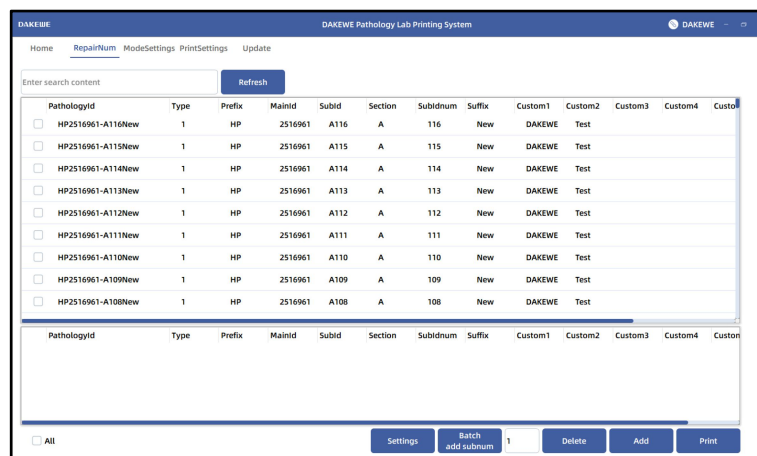 DAKEWE DAKEWE Pathology Lab Printing System DAKEWE
Home RepairNum ModeSettings PrintSettings Update
Enter search content Refresh
PathologyId Type Prefix MainId SubId Section SubIdnum Suffix Custom1 Custom2 Custom3 Custom4 Custo
HP2516961-A116New 1 HP 2516961 A116 A 116 New DAKEWE Test
HP2516961-A115New 1 HP 2516961 A115 A 115 New DAKEWE Test
HP2516961-A114New 1 HP 2516961 A114 A 114 New DAKEWE Test
HP2516961-A113New 1 HP 2516961 A113 A 113 New DAKEWE Test
HP2516961-A112New 1 HP 2516961 A112 A 112 New DAKEWE Test
HP2516961-A111New 1 HP 2516961 A111 A 111 New DAKEWE Test
HP2516961-A110New 1 HP 2516961 A110 A 110 New DAKEWE Test
HP2516961-A109New 1 HP 2516961 A109 A 109 New DAKEWE Test
HP2516961-A108New 1 HP 2516961 A108 A 108 New DAKEWE Test
PathologyId Type Prefix MainId SubId Section SubIdnum Suffix Custom1 Custom2 Custom3 Custom4 Custon
All Settings Batch add subnum 1 Delete Add Print